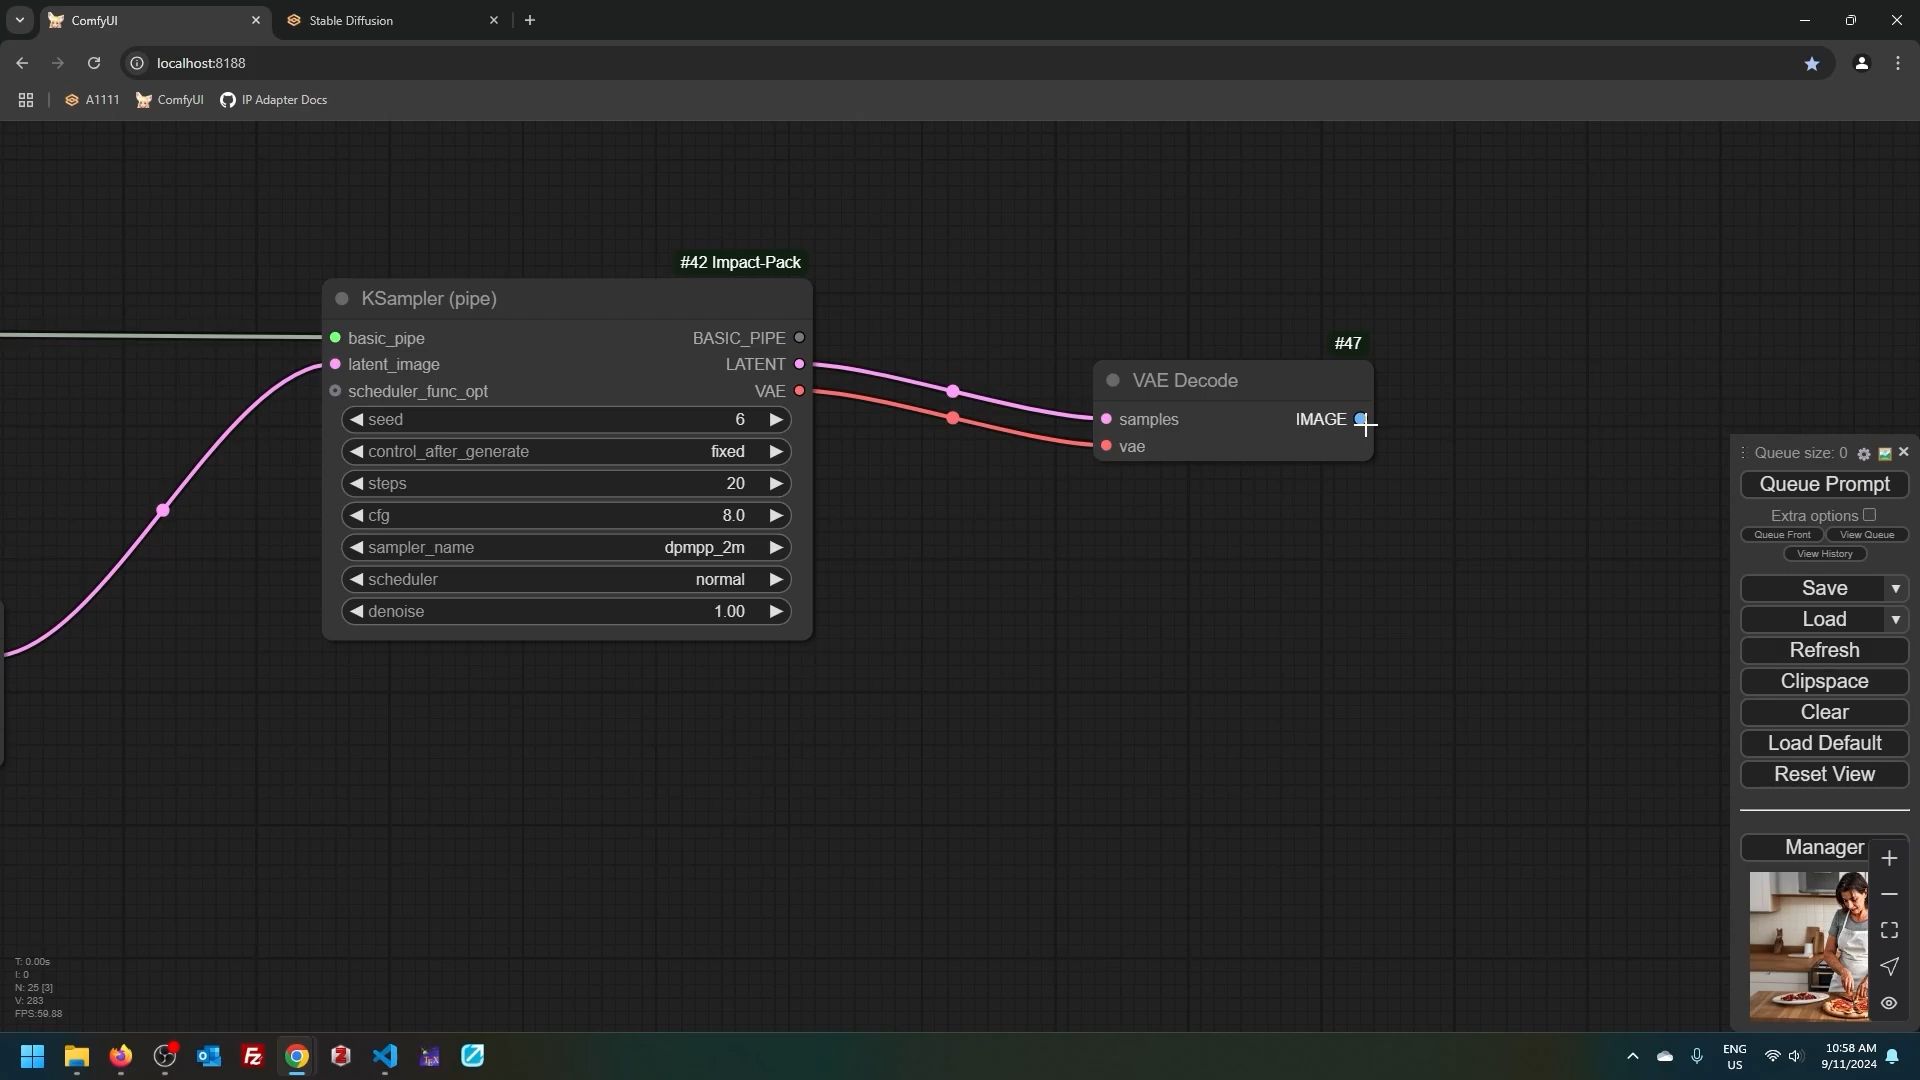 ComfyUI
Stable Diffusion
localhost:8188
A1111
ComfyUI
IP Adapter Docs
#42 Impact-Pack
KSampler (pipe)
basic_pipe BASIC_PIPE
latent_image LATENT
scheduler_func_opt VAE
seed 6
control_after_generate fixed
steps 20
cfg 8.0
sampler_name dpmpp_2m
scheduler normal
denoise 1.00
#47
VAE Decode
samples IMAGE
vae
Queue size: 0
Queue Prompt
Extra options
Queue Front View Queue
View History
Save
Load
Refresh
Clipspace
Clear
Load Default
Reset View
Manager
T: 0.00s
I: 0
N: 25 [3]
V: 283
FPS:59.88
ENG
US
10:58 AM
9/11/2024